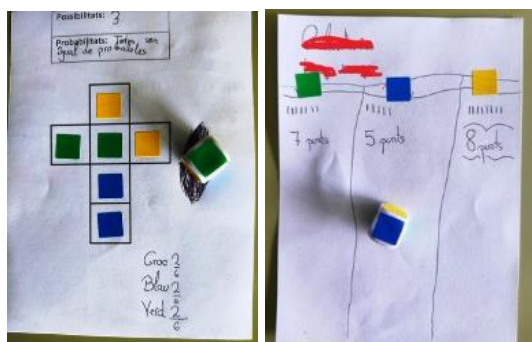 Possibilitats: 3
Probabilitats: Totes son
igual de probables
Groc 2/6
Blau 2/6
Verd 2/6
7 punts
5 punts
8 punts